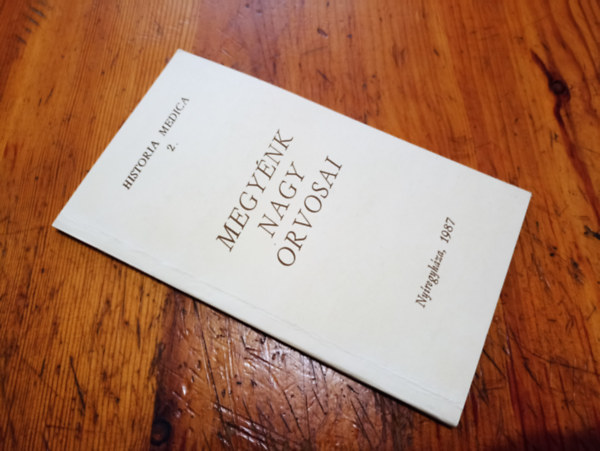 HISTORIA MEDICA
2.
MEGYÉNK
NAGY
ORVOSAI
Nyíregyháza, 1987